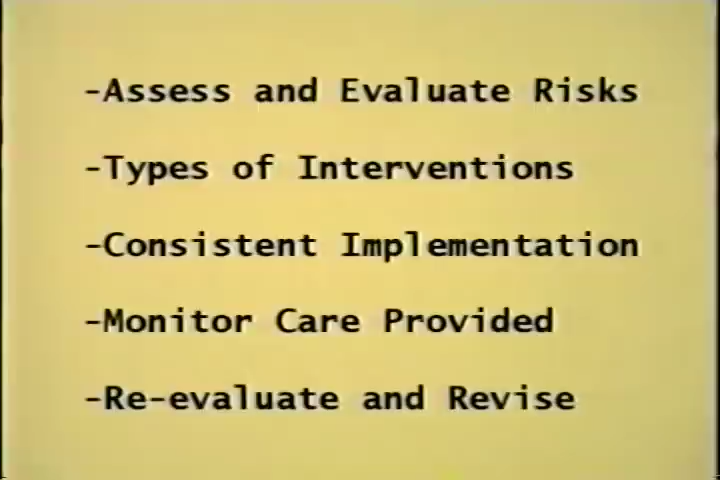 -Assess and Evaluate Risks
-Types of Interventions
-Consistent Implementation
-Monitor Care Provided
-Re-evaluate and Revise